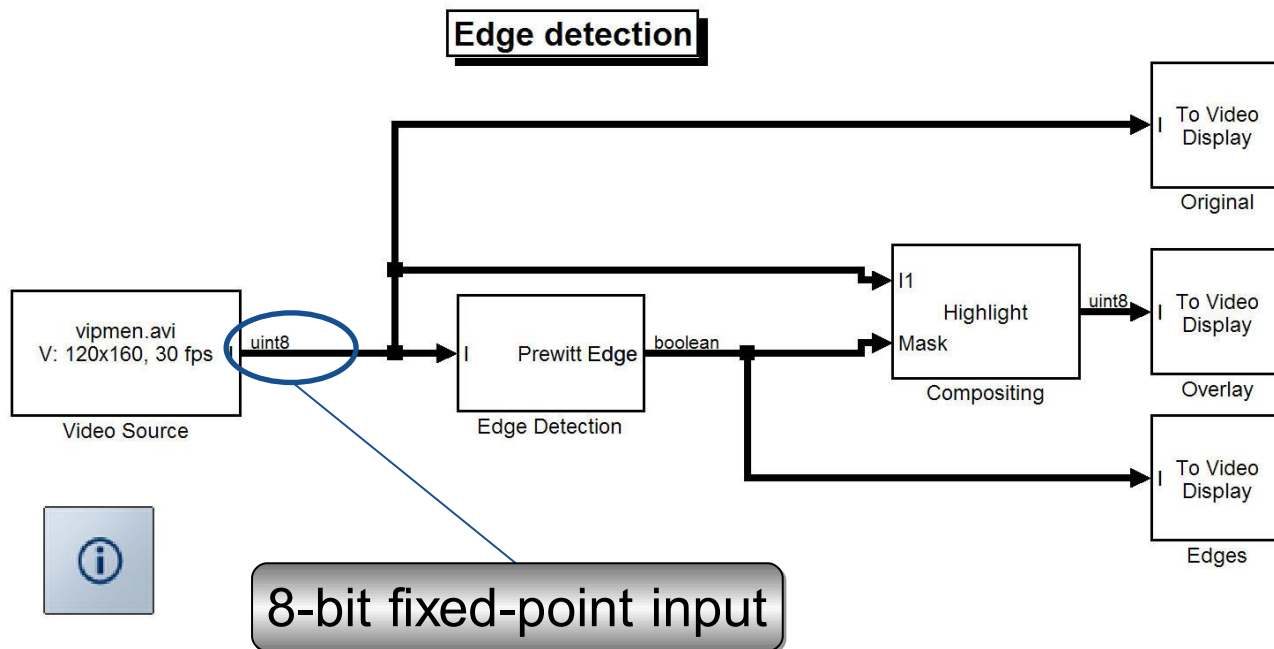 Edge detection
I
To Video
Display
Original
vipmen.avi
V: 120x160, 30 fps
I
Video Source
uint8
I
Prewitt Edge
Edge Detection
boolean
I1
Highlight
Mask
Compositing
uint8
I
To Video
Display
Overlay
I
To Video
Display
Edges
i
8-bit fixed-point input